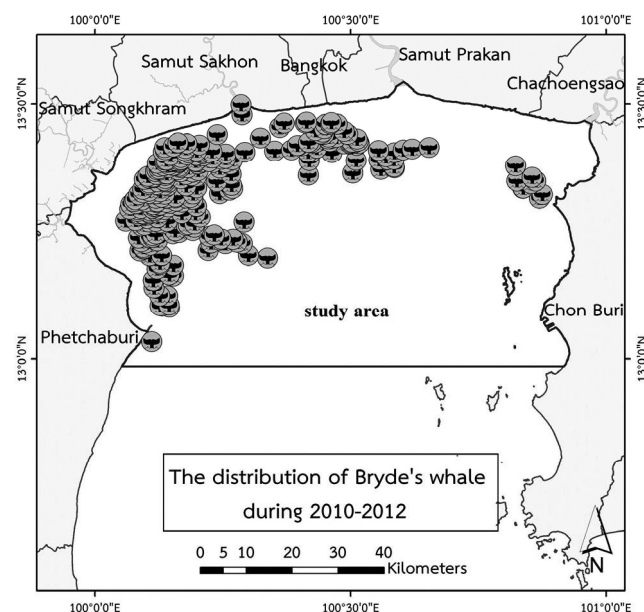 100°0'0"E 100°30'0"E 101°0'0"E
Samut Sakhon
Bangkok
Samut Prakan
Chachoengsao
13°30'0"N 13°30'0"N
Samut Songkhram
study area
Chon Buri
Phetchaburi
13°0'0"N 13°0'0"N
The distribution of Bryde's whale
during 2010-2012
0 5 10 20 30 40
Kilometers
N
100°0'0"E 100°30'0"E 101°0'0"E